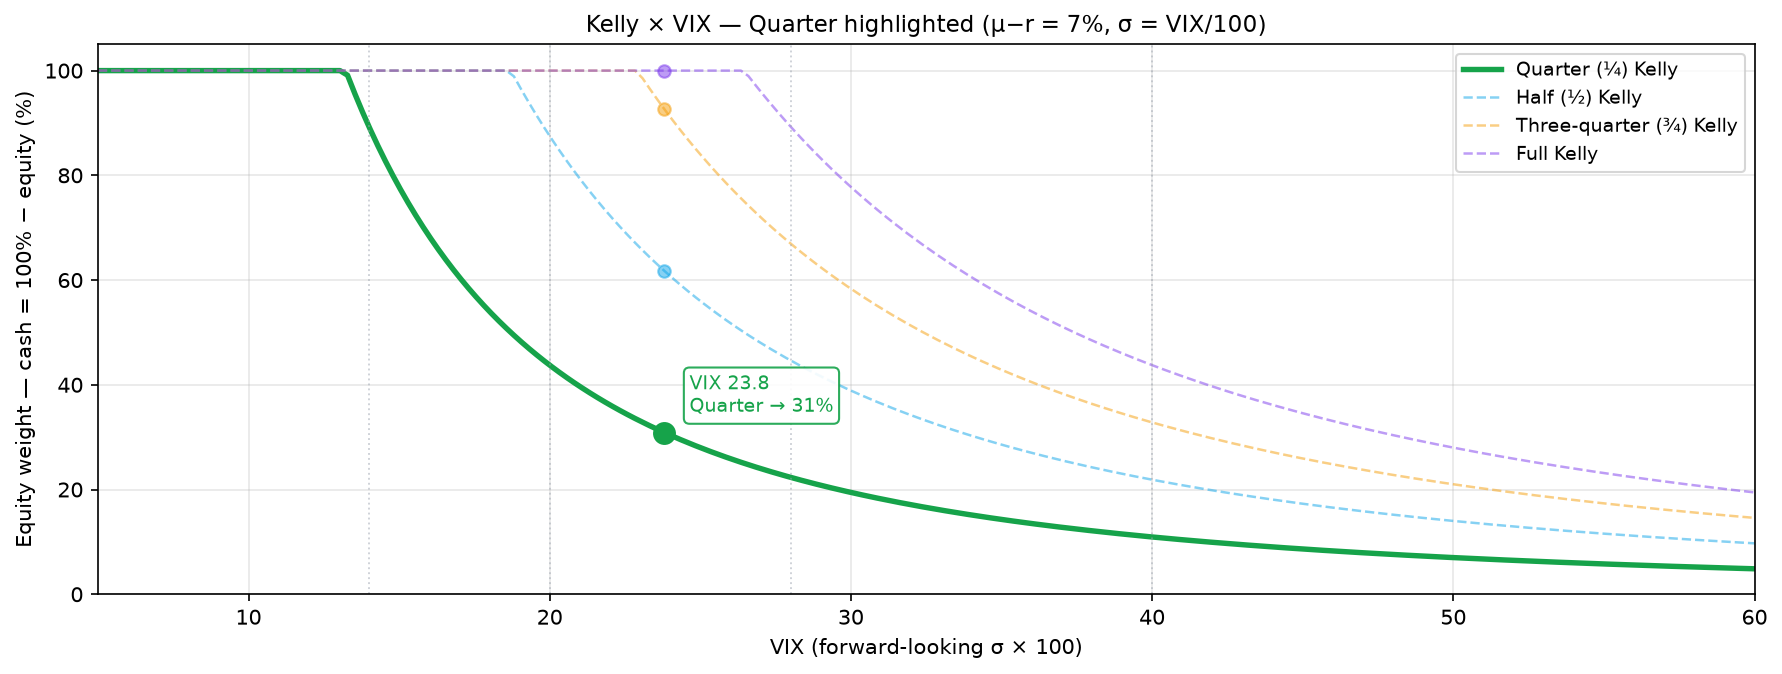 Kelly × VIX — Quarter highlighted (μ−r = 7%, σ = VIX/100)
Equity weight — cash = 100% − equity (%)
100
80
60
40
20
0
Quarter (¼) Kelly
Half (½) Kelly
Three-quarter (¾) Kelly
Full Kelly
VIX 23.8
Quarter → 31%
10
20
30
40
50
60
VIX (forward-looking σ × 100)